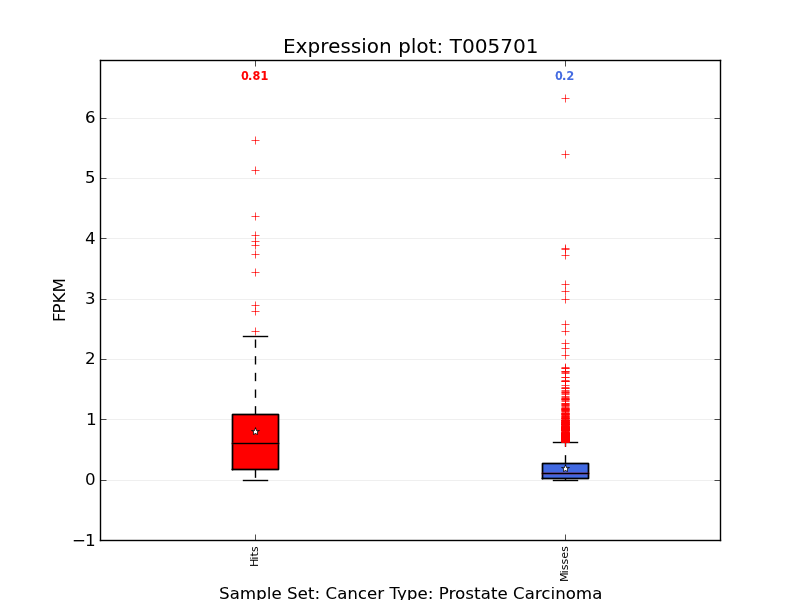 Expression plot: T005701
0.81
0.2
6
5
4
3
2
1
0
−1
FPKM
Hits
Misses
Sample Set: Cancer Type: Prostate Carcinoma